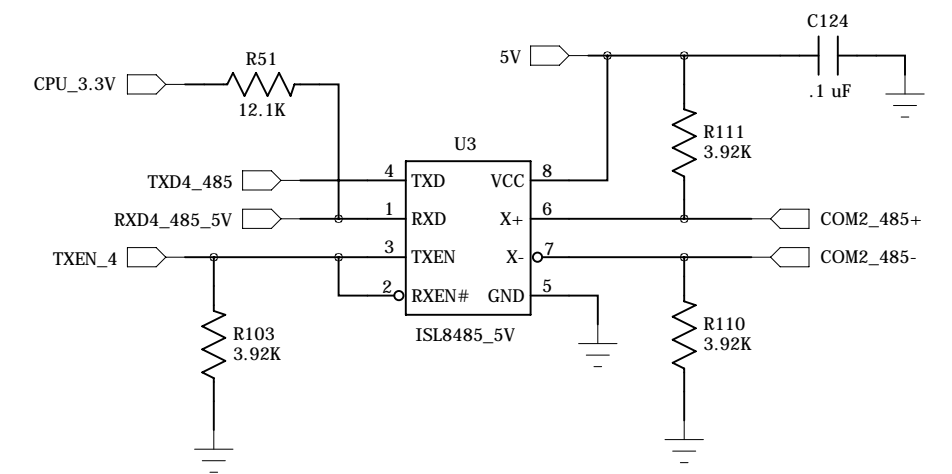 C124
5V
.1 uF
R51
CPU_3.3V
12.1K
R111
3.92K
U3
TXD4_485
4
TXD
VCC
8
RXD4_485_5V
1
RXD
X+
6
COM2_485+
TXEN_4
3
TXEN
X-
7
COM2_485-
2
RXEN#
GND
5
ISL8485_5V
R103
3.92K
R110
3.92K